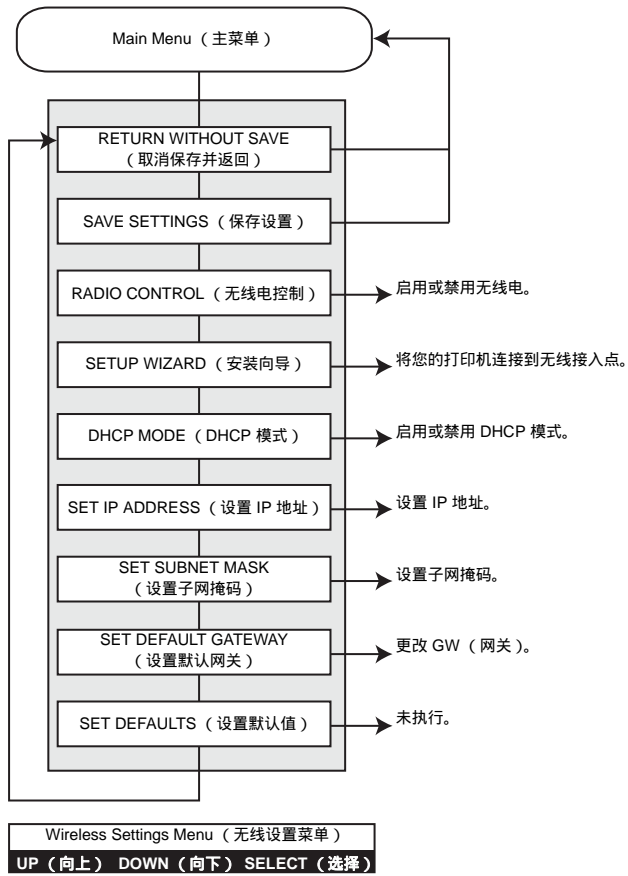 Main Menu （主菜单）
RETURN WITHOUT SAVE
（取消保存并返回）
SAVE SETTINGS （保存设置）
RADIO CONTROL（无线电控制）
启用或禁用无线电。
SETUP WIZARD（安装向导）
将您的打印机连接到无线接入点。
DHCP MODE（DHCP 模式）
启用或禁用 DHCP 模式。
SET IP ADDRESS （设置 IP 地址）
设置 IP 地址。
SET SUBNET MASK
（设置子网掩码）
设置子网掩码。
SET DEFAULT GATEWAY
（设置默认网关）
更改 GW （网关）。
SET DEFAULTS （设置默认值）
未执行。
Wireless Settings Menu （无线设置菜单）
UP（向上） DOWN（向下） SELECT（选择）